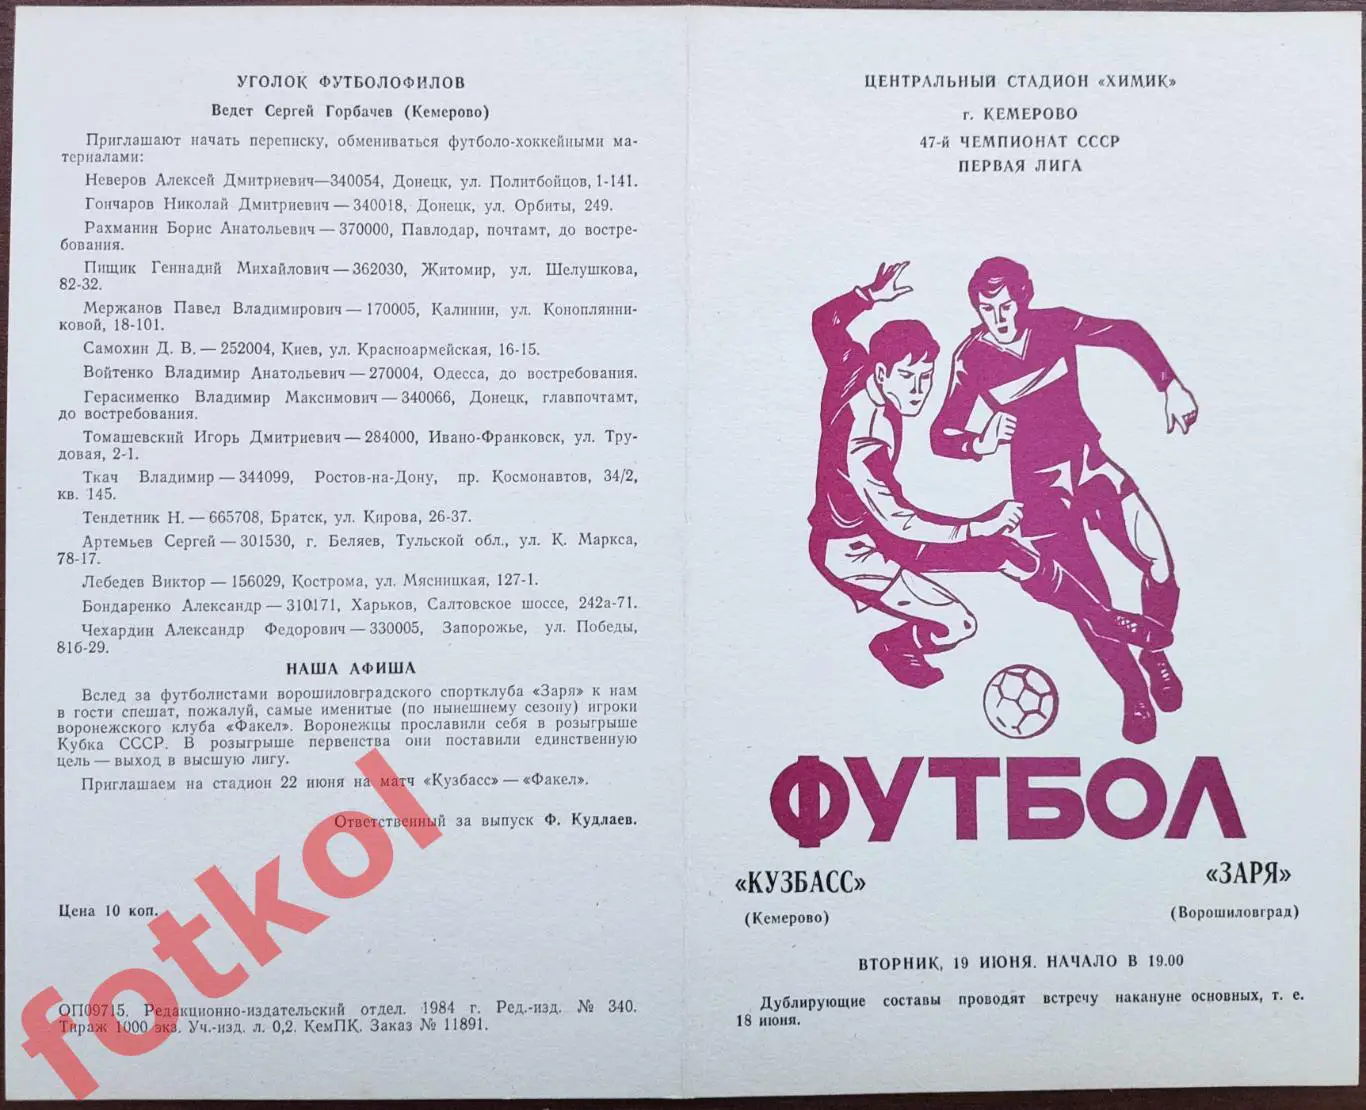 УГОЛОК ФУТБОЛОФИЛОВ
Ведет Сергей Горбачев (Кемерово)
Приглашают начать переписку, обмениваться футболо-хоккейными ма-
териалами:
Неверов Алексей Дмитриевич—340054, Донецк, ул. Политбойцов, 1-141.
Гончаров Николай Дмитриевич — 340018, Донецк, ул. Орбиты, 249.
Рахманин Борис Анатольевич — 370000, Павлодар, почтамт, до востре-
бования.
Пищик Геннадий Михайлович — 362030, Житомир, ул. Шелушкова,
82-32.
Мержанов Павел Владимирович — 170005, Калинин, ул. Коноплянни-
ковой, 18-101.
Самохин Д. В. — 252004, Киев, ул. Красноармейская, 16-15.
Войтенко Владимир Анатольевич — 270004, Одесса, до востребования.
Герасименко Владимир Максимович — 340066, Донецк, главпочтамт,
до востребования.
Томашевский Игорь Дмитриевич — 284000, Ивано-Франковск, ул. Тру-
довая, 2-1.
Ткач Владимир — 344099, Ростов-на-Дону, пр. Космонавтов, 34/2,
кв. 145.
Тендетник Н. — 665708, Братск, ул. Кирова, 26-37.
Артемьев Сергей — 301530, г. Беляев, Тульской обл., ул. К. Маркса,
78-17.
Лебедев Виктор — 156029, Кострома, ул. Мясницкая, 127-1.
Бондаренко Александр — 310171, Харьков, Салтовское шоссе, 242а-71.
Чехардин Александр Федорович — 330005, Запорожье, ул. Победы,
81б-29.
НАША АФИША
Вслед за футболистами ворошиловградского спортклуба «Заря» к нам
в гости спешат, пожалуй, самые именитые (по нынешнему сезону) игроки
воронежского клуба «Факел». Воронежцы прославили себя в розыгрыше
Кубка СССР. В розыгрыше первенства они поставили единственную
цель — выход в высшую лигу.
Приглашаем на стадион 22 июня на матч «Кузбасс» — «Факел».
Ответственный за выпуск Ф. Кудлаев.
Цена 10 коп.
ОП09715. Редакционно-издательский отдел. 1984 г. Ред.-изд. № 340.
Тираж 1000 экз. Уч.-изд. л. 0,2. КемПК. Заказ № 11891.
fotkol
ЦЕНТРАЛЬНЫЙ СТАДИОН «ХИМИК»
г. КЕМЕРОВО
47-й ЧЕМПИОНАТ СССР
ПЕРВАЯ ЛИГА
ФУТБОЛ
«КУЗБАСС» «ЗАРЯ»
(Кемерово) (Ворошиловград)
ВТОРНИК, 19 ИЮНЯ. НАЧАЛО В 19.00
Дублирующие составы проводят встречу накануне основных, т. е.
18 июня.